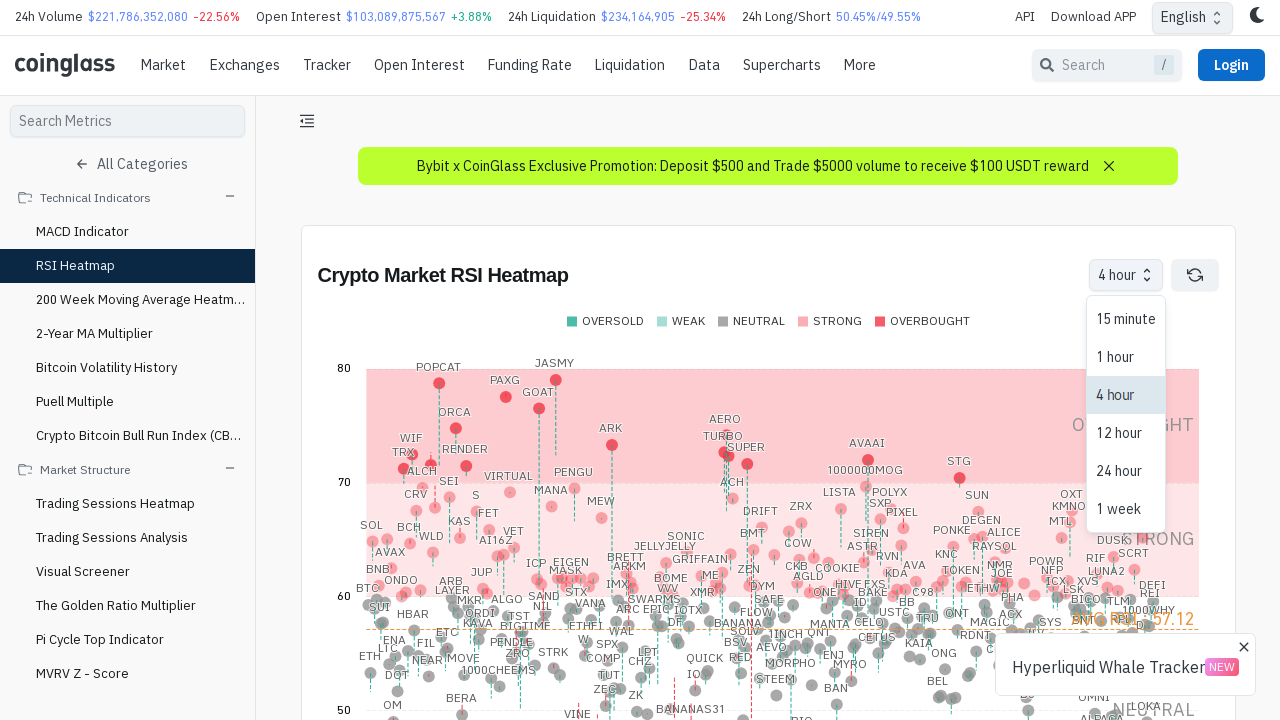 24h Volume $221,786,352,080 -22.56% Open Interest $103,089,875,567 +3.88% 24h Liquidation $234,164,905 -25.34% 24h Long/Short 50.45%/49.55% API Download APP English
coinglass Market Exchanges Tracker Open Interest Funding Rate Liquidation Data Supercharts More Search / Login
Search Metrics
All Categories
Technical Indicators
MACD Indicator
RSI Heatmap
200 Week Moving Average Heatm...
2-Year MA Multiplier
Bitcoin Volatility History
Puell Multiple
Crypto Bitcoin Bull Run Index (CB...
Market Structure
Trading Sessions Heatmap
Trading Sessions Analysis
Visual Screener
The Golden Ratio Multiplier
Pi Cycle Top Indicator
MVRV Z - Score
Bybit x CoinGlass Exclusive Promotion: Deposit $500 and Trade $5000 volume to receive $100 USDT reward
Crypto Market RSI Heatmap
4 hour
15 minute
1 hour
4 hour
12 hour
24 hour
1 week
OVERSOLD WEAK NEUTRAL STRONG OVERBOUGHT
80
POPCAT JASMY
PAXG
GOAT
ORCA AERO
WIF ARK TURBO
TRX RENDER SUPER AVAAI
ALCH VIRTUAL PENGU 1000000MOG STG
70
SEI ACH
CRV S MANA MEW LISTA POLYX SUN OXT
SXP KMNO
SOL BCH KAS FET DRIFT ZRX PIXEL DEGEN MTL
WLD VET BMT SIREN PONKE ALICE
AVAX AI16Z SONIC COW ASTR RAYSOL DUSK
JELLYJELLY RVN KNC SCRT
BNB ICP EIGEN BRETT GRIFFAIN CKB COOKIE AVA POWR RIF
ONDO JUP MASK ARKM ZEN AGLD KDA TOKEN NFP LUNA2
BTC ARB STX IMX BOME ME HIVE ICX XVS DEFI
60
LAYER SAND VVV XMR ONE BAKE C98 ETHW LSK REI
SUI MKR ALGO NIL VANA SWARMS SAFE BB PHA BICO TLM
HBAR ORDI TST ARC EPIC IOTX FLOW USTC QNT AGX 1000WHY
KAVA BIGTIME ETHFI BANANA MANTA CELO TRU MAGIC SYS
ETC WAL SOLV 1INCH CETUS RDNT
ENA FIL PENDLE W SPX BSV QNT KAIA
LTC ZRO STRK LPT AEVO ENJ ONG
ETH NEAR MOVE COMP CHZ QUICK RED MORPHO MYRO
DOT 1000CHEEMS TUT STEEM BEL
OM BERA ZEC ZK BAN
VINE BANANAS31
50
OMNI LOKA
57.12
STRONG
NEUTRAL
Hyperliquid Whale Tracker NEW